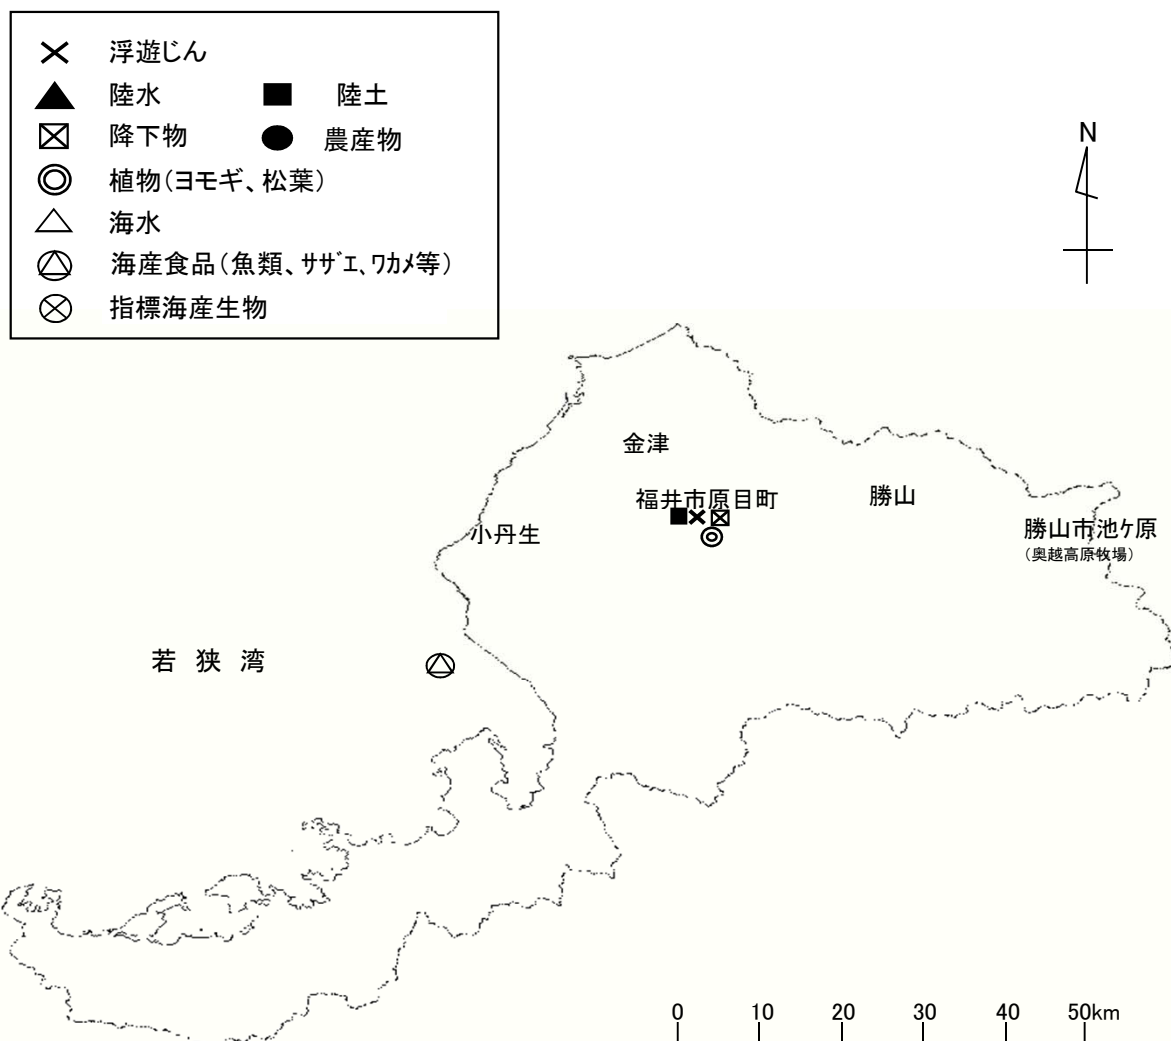 浮遊じん
陸水 陸土
降下物 農産物
植物（ヨモギ、松葉）
海水
海産食品（魚類、ｻｻﾞｴ、ﾜｶﾒ等）
指標海産生物
N
金津
福井市原目町
勝山
小丹生
勝山市池ケ原
（奥越高原牧場）
若狭湾
0 10 20 30 40 50km